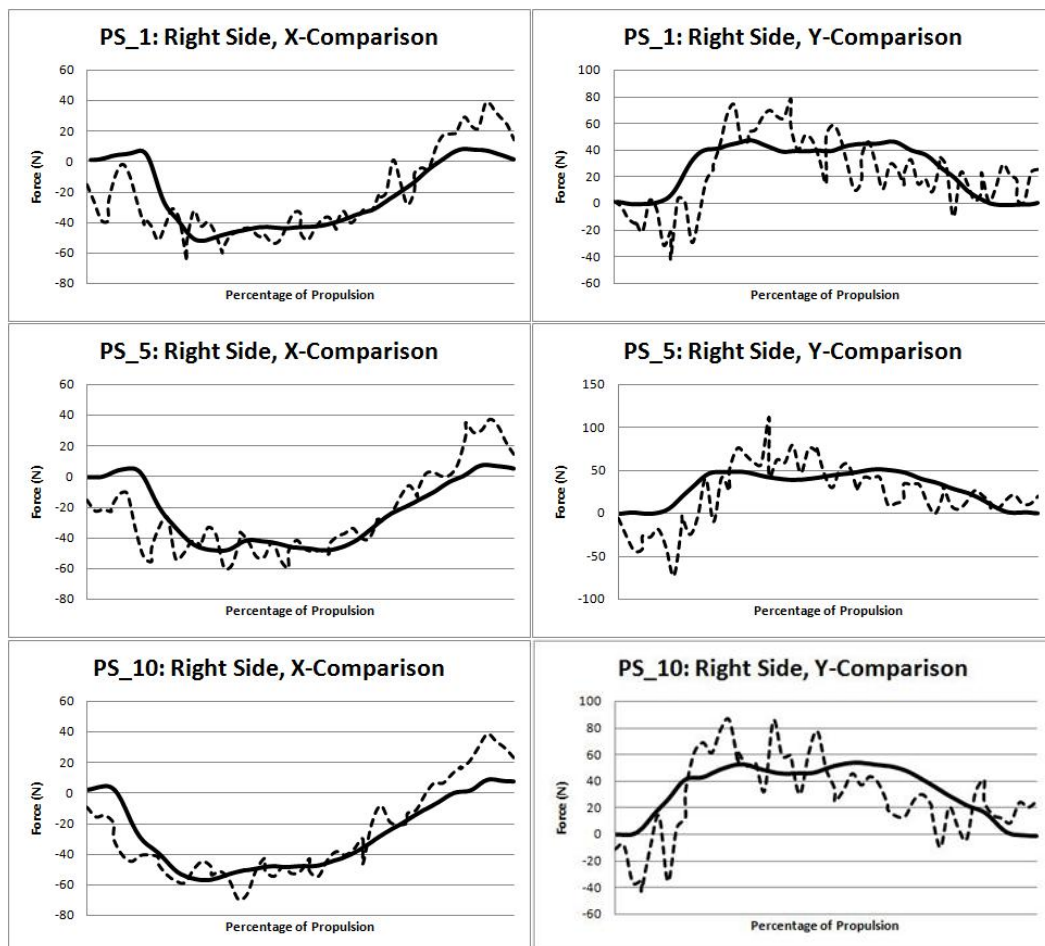 PS_1: Right Side, X-Comparison
60
40
20
0
-20
-40
-60
-80
Force (N)
Percentage of Propulsion
PS_1: Right Side, Y-Comparison
100
80
60
40
20
0
-20
-40
-60
Force (N)
Percentage of Propulsion
PS_5: Right Side, X-Comparison
60
40
20
0
-20
-40
-60
-80
Force (N)
Percentage of Propulsion
PS_5: Right Side, Y-Comparison
150
100
50
0
-50
-100
Force (N)
Percentage of Propulsion
PS_10: Right Side, X-Comparison
60
40
20
0
-20
-40
-60
-80
Force (N)
Percentage of Propulsion
PS_10: Right Side, Y-Comparison
100
80
60
40
20
0
-20
-40
-60
Force (N)
Percentage of Propulsion